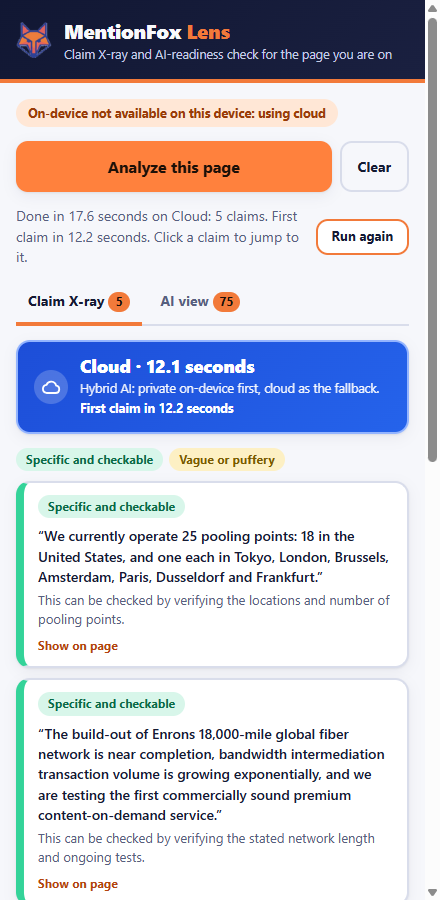 MentionFox Lens
Claim X-ray and AI-readiness check for the page you are on
On-device not available on this device: using cloud
Analyze this page
Clear
Done in 17.6 seconds on Cloud: 5 claims. First
claim in 12.2 seconds. Click a claim to jump to
it.
Run again
Claim X-ray 5
AI view 75
Cloud · 12.1 seconds
Hybrid AI: private on-device first, cloud as the fallback.
First claim in 12.2 seconds
Specific and checkable
Vague or puffery
Specific and checkable
“We currently operate 25 pooling points: 18 in the
United States, and one each in Tokyo, London, Brussels,
Amsterdam, Paris, Dusseldorf and Frankfurt.”
This can be checked by verifying the locations and number of
pooling points.
Show on page
Specific and checkable
“The build-out of Enrons 18,000-mile global fiber
network is near completion, bandwidth intermediation
transaction volume is growing exponentially, and we
are testing the first commercially sound premium
content-on-demand service.”
This can be checked by verifying the stated network length
and ongoing tests.
Show on page